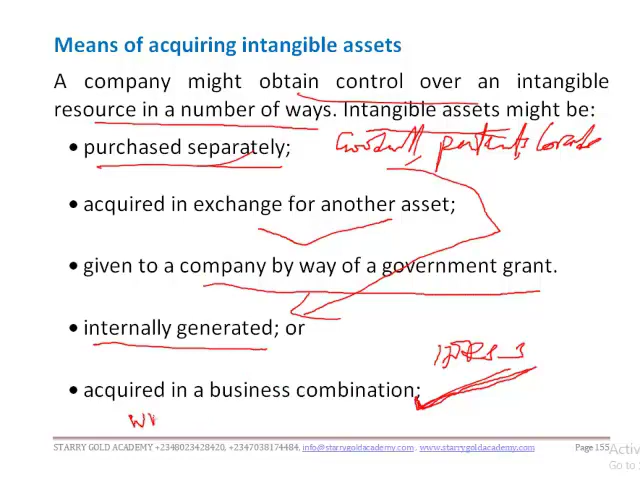 Means of acquiring intangible assets
A company might obtain control over an intangible
resource in a number of ways. Intangible assets might be:
• purchased separately;
Goodwill, patents,
• acquired in exchange for another asset;
• given to a company by way of a government grant.
• internally generated; or
IFRS 3
• acquired in a business combination;
STARRY GOLD ACADEMY +2348023428420, +2347038174484, info@starrygoldacademy.com , www.starrygoldacademy.com Page 155
Activ
Go to